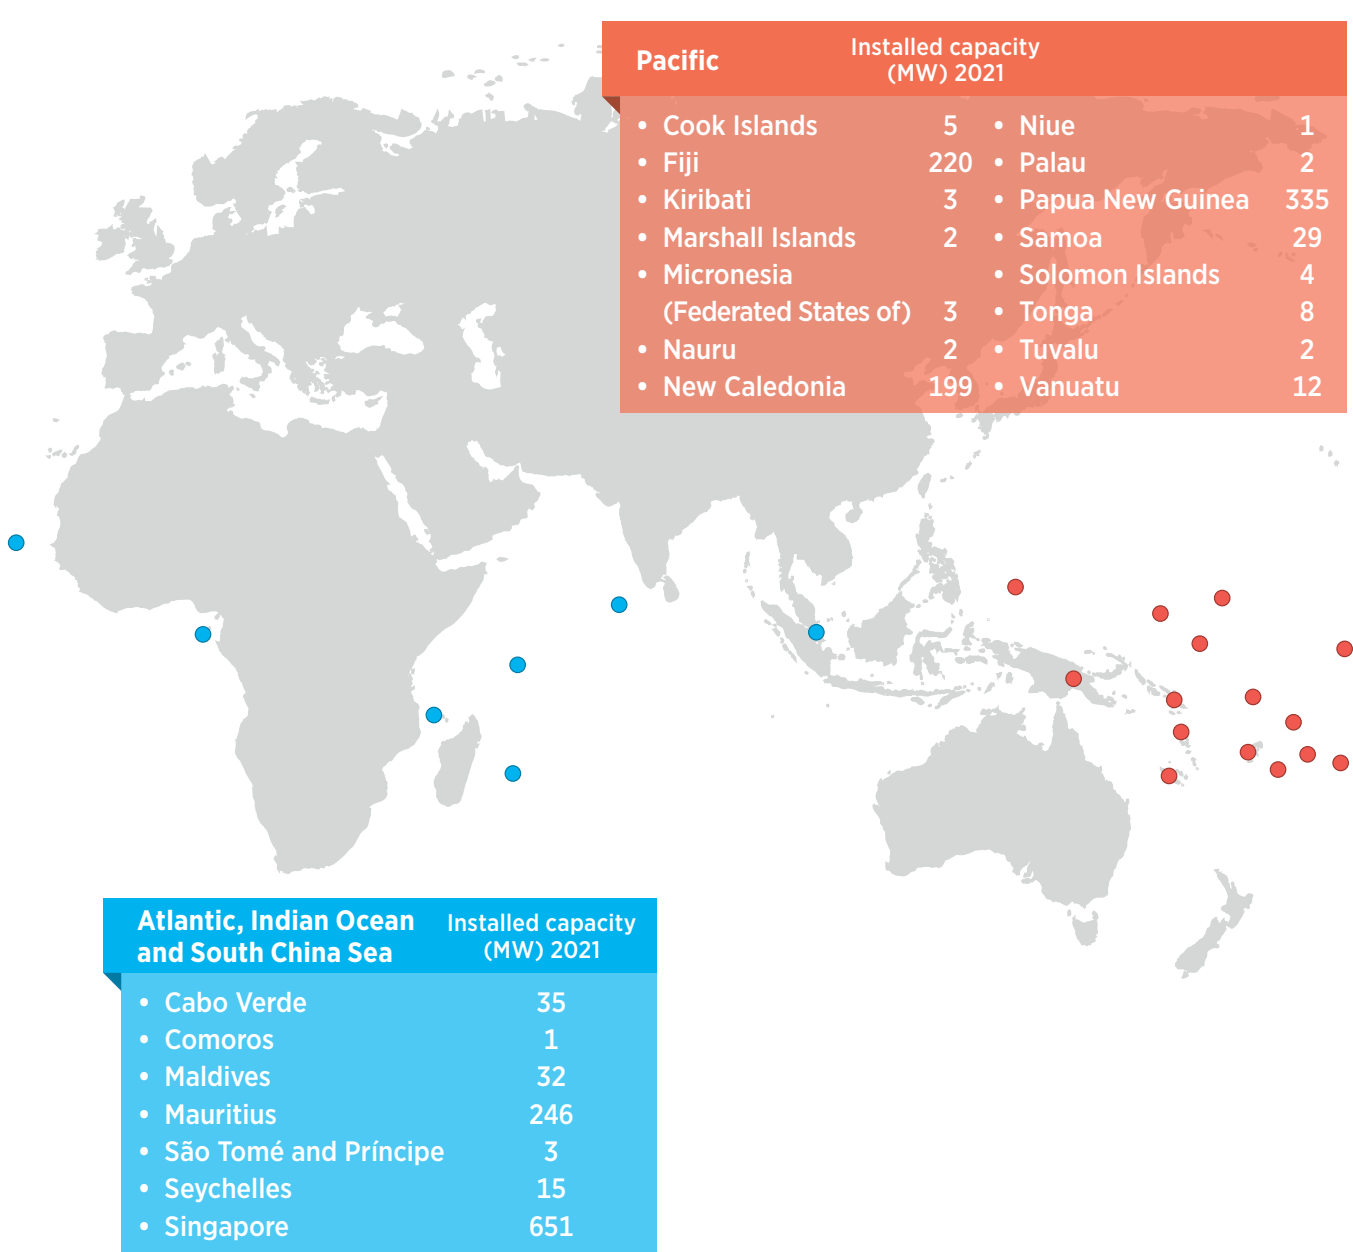 Pacific Installed capacity
(MW) 2021
• Cook Islands 5
• Fiji 220
• Kiribati 3
• Marshall Islands 2
• Micronesia
(Federated States of) 3
• Nauru 2
• New Caledonia 199
• Niue 1
• Palau 2
• Papua New Guinea 335
• Samoa 29
• Solomon Islands 4
• Tonga 8
• Tuvalu 2
• Vanuatu 12
Atlantic, Indian Ocean
and South China Sea
Installed capacity
(MW) 2021
• Cabo Verde 35
• Comoros 1
• Maldives 32
• Mauritius 246
• São Tomé and Príncipe 3
• Seychelles 15
• Singapore 651